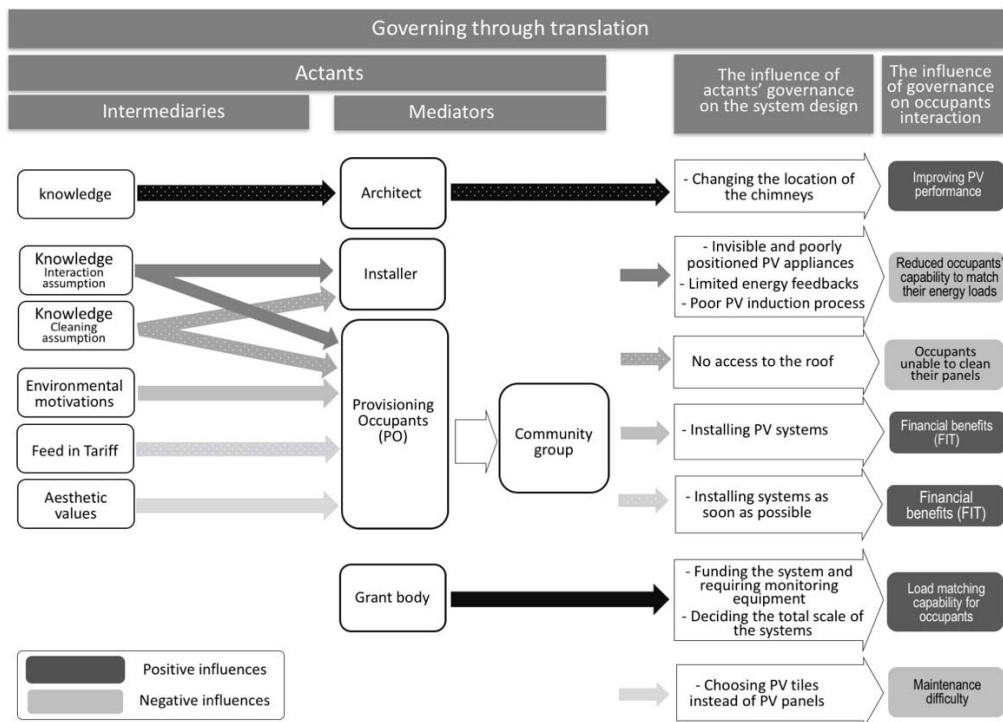 Governing through translation
Actants
Intermediaries
Mediators
The influence of
actants' governance
on the system design
The influence
of governance
on occupants
interaction
knowledge
Architect
- Changing the location of
the chimneys
Improving PV
performance
Knowledge
Interaction
assumption
Installer
- Invisible and poorly
positioned PV appliances
- Limited energy feedbacks
- Poor PV induction process
Reduced occupants'
capability to match
their energy loads
Knowledge
Cleaning
assumption
No access to the roof
Occupants
unable to clean
their panels
Environmental
motivations
Provisioning
Occupants
(PO)
Community
group
- Installing PV systems
Financial benefits
(FIT)
Feed in Tariff
Aesthetic
values
- Installing systems as
soon as possible
Financial
benefits (FIT)
Grant body
- Funding the system and
requiring monitoring
equipment
- Deciding the total scale of
the systems
Load matching
capability for
occupants
Positive influences
Negative influences
- Choosing PV tiles
instead of PV panels
Maintenance
difficulty